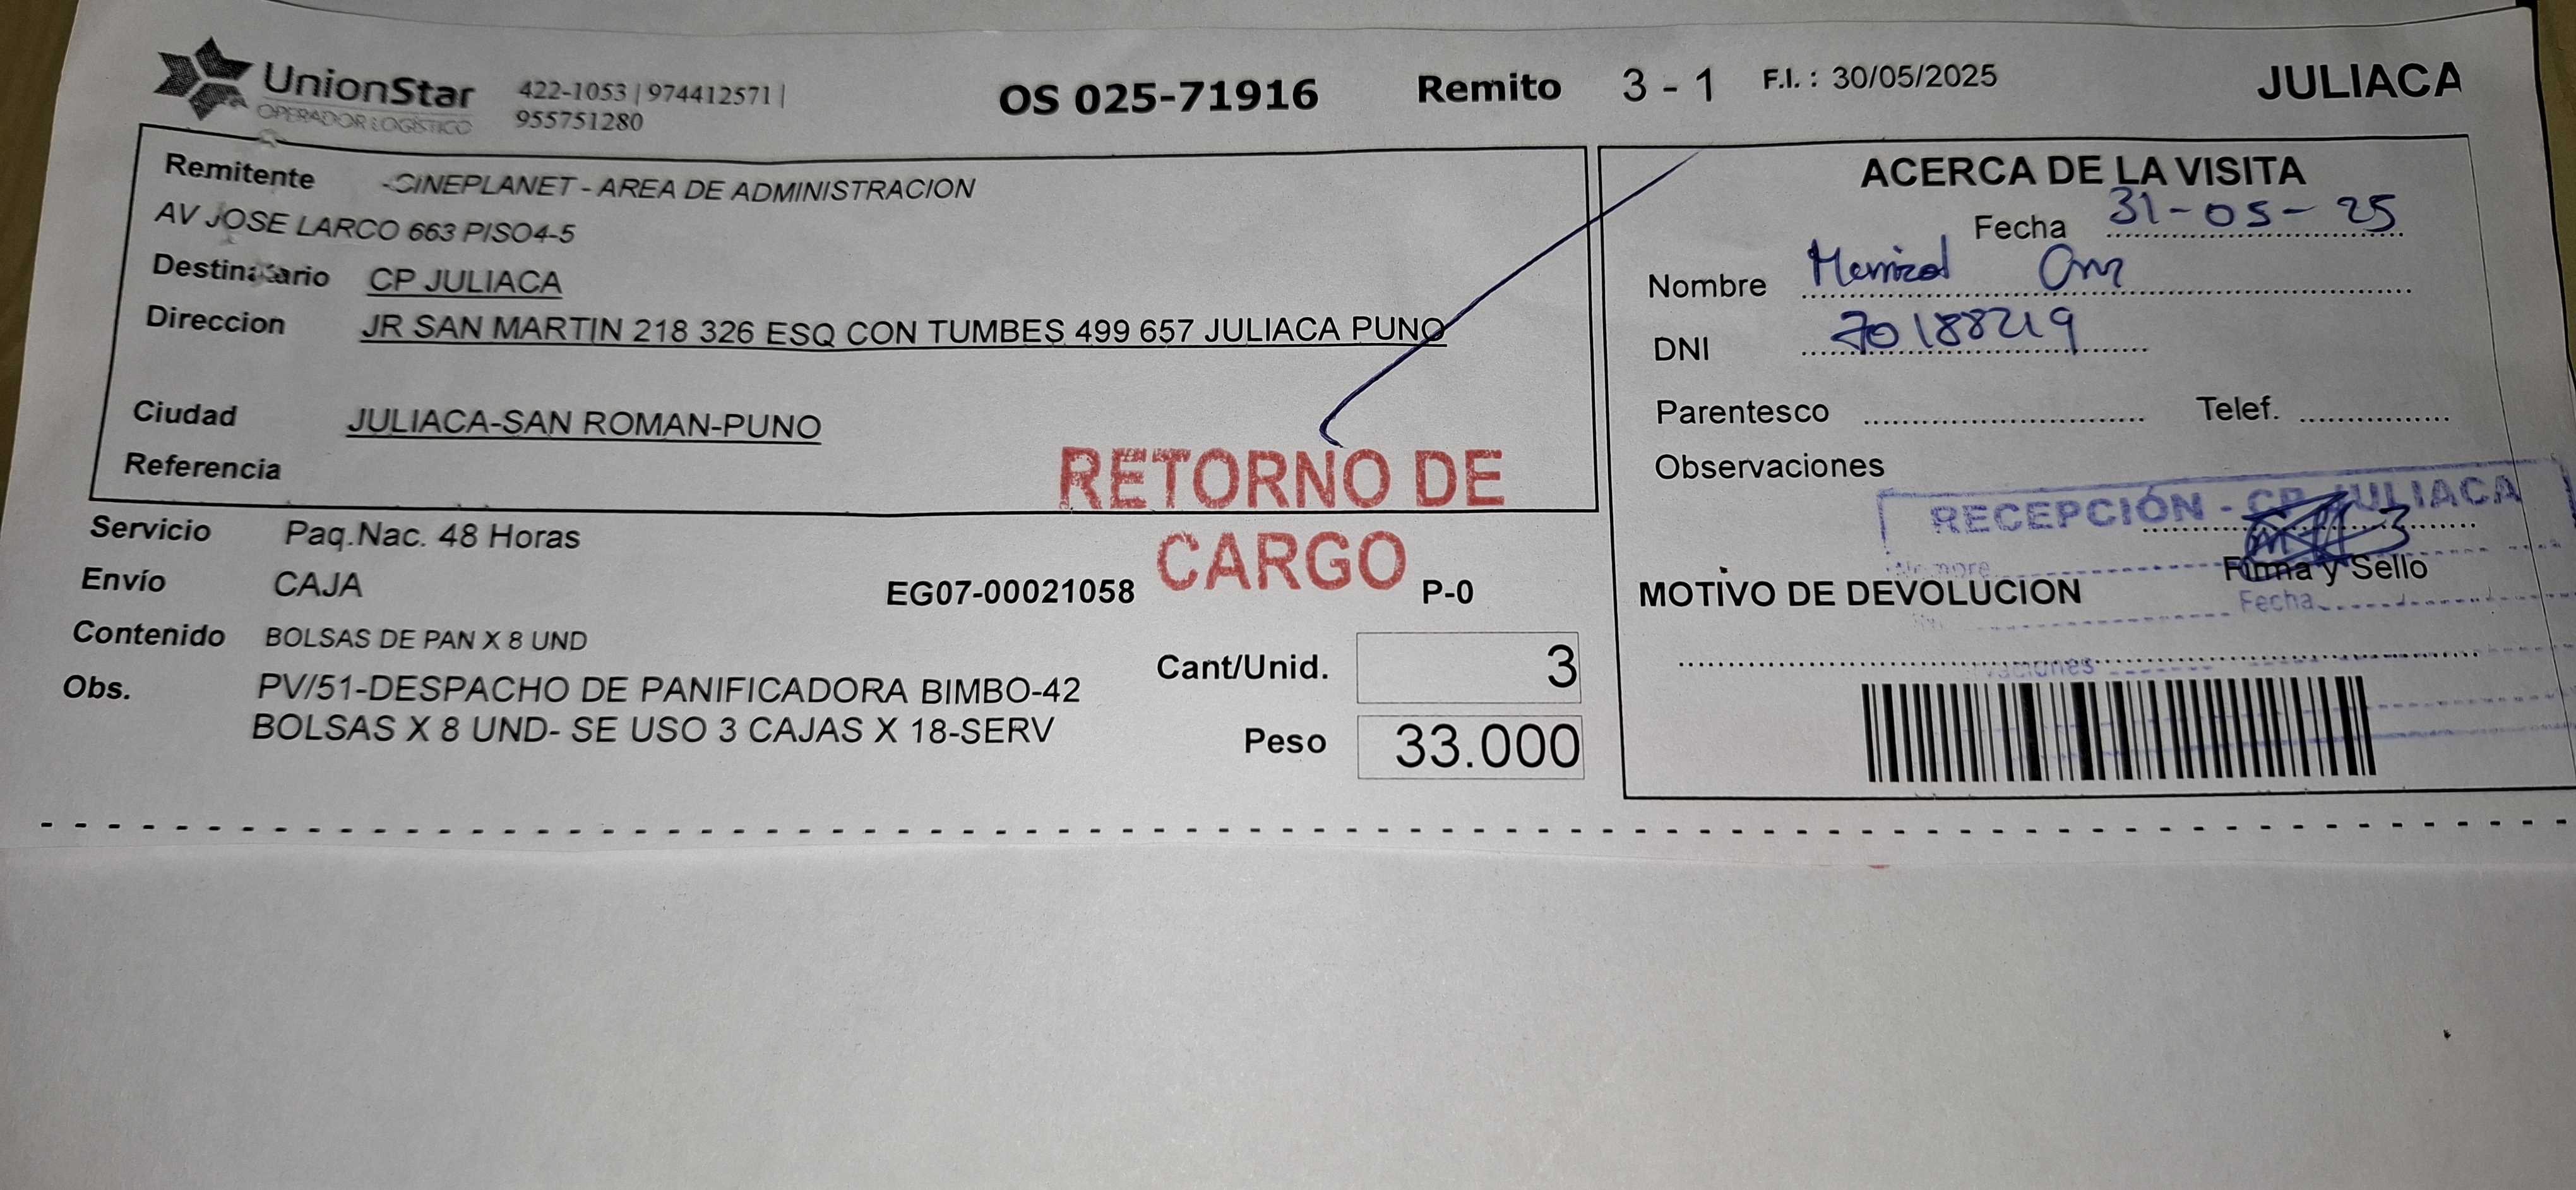 UnionStar
OPERADOR LOGÍSTICO
422-1053 | 974412571 |
955751280
OS 025-71916 Remito 3 - 1 F.I. : 30/05/2025 JULIACA
Remitente -CINEPLANET - AREA DE ADMINISTRACION
AV JOSE LARCO 663 PISO4-5
Destinatario CP JULIACA
Direccion JR SAN MARTIN 218 326 ESQ CON TUMBES 499 657 JULIACA PUNO
Ciudad JULIACA-SAN ROMAN-PUNO
Referencia
RETORNO DE
CARGO
Servicio Paq.Nac. 48 Horas
Envío CAJA EG07-00021058 P-0
Contenido BOLSAS DE PAN X 8 UND
Cant/Unid. 3
Obs. PV/51-DESPACHO DE PANIFICADORA BIMBO-42
BOLSAS X 8 UND- SE USO 3 CAJAS X 18-SERV
Peso 33.000
ACERCA DE LA VISITA
Fecha 31-05-25
Nombre
DNI 70188219
Parentesco Telef.
Observaciones
RECEPCIÓN - CP JULIACA
Firma y Sello
MOTIVO DE DEVOLUCION
Fecha